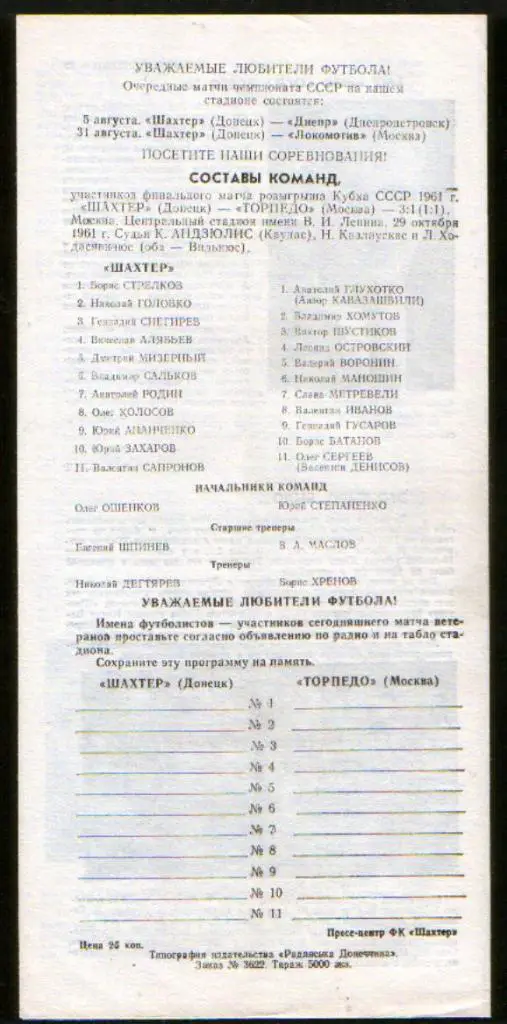 УВАЖАЕМЫЕ ЛЮБИТЕЛИ ФУТБОЛА!
Очередные матчи чемпионата СССР на нашем
стадионе состоятся:
5 августа. «Шахтер» (Донецк) — «Днепр» (Днепропетровск)
31 августа. «Шахтер» (Донецк) — «Локомотив» (Москва)
ПОСЕТИТЕ НАШИ СОРЕВНОВАНИЯ!
СОСТАВЫ КОМАНД,
участников финального матча розыгрыша Кубка СССР 1961 г.
«ШАХТЕР» (Донецк) — «ТОРПЕДО» (Москва) — 3:1 (1:1),
Москва. Центральный стадион имени В. И. Ленина. 29 октября
1961 г. Судьи К. АНДЗЮЛИС (Каунас), Н. Казлаускас и Л. Хо-
дасявичюс (оба — Вильнюс).
«ШАХТЕР»
1. Борис СТРЕЛКОВ
2. Николай ГОЛОВКО
3. Геннадий СНЕГИРЕВ
4. Вячеслав АЛЯБЬЕВ
5. Дмитрий МИЗЕРНЫЙ
6. Владимир САЛЬКОВ
7. Анатолий РОДИН
8. Олег КОЛОСОВ
9. Юрий АНАНЧЕНКО
10. Юрий ЗАХАРОВ
11. Валентин САПРОНОВ
1. Анатолий ГЛУХОТКО
(Анзор КАВАЗАШВИЛИ)
2. Владимир ХОМУТОВ
3. Виктор ШУСТИКОВ
4. Леонид ОСТРОВСКИЙ
5. Валерий ВОРОНИН
6. Николай МАНОШИН
7. Слава МЕТРЕВЕЛИ
8. Валентин ИВАНОВ
9. Геннадий ГУСАРОВ
10. Борис БАТАНОВ
11. Олег СЕРГЕЕВ
(Валентин ДЕНИСОВ)
НАЧАЛЬНИКИ КОМАНД
Олег ОШЕНКОВ Юрий СТЕПАНЕНКО
Старшие тренеры
Евгений ШПИНЕВ В. А. МАСЛОВ
Тренеры
Николай ДЕГТЯРЕВ Борис ХРЕНОВ
УВАЖАЕМЫЕ ЛЮБИТЕЛИ ФУТБОЛА!
Имена футболистов — участников сегодняшнего матча вете-
ранов проставьте согласно объявлению по радио и на табло ста-
диона.
Сохраните эту программу на память.
«ШАХТЕР» (Донецк) «ТОРПЕДО» (Москва)
№ 1
№ 2
№ 3
№ 4
№ 5
№ 6
№ 7
№ 8
№ 9
№ 10
№ 11
Пресс-центр ФК «Шахтер»
Цена 25 коп.
Типография издательства «Радянська Донеччина».
Заказ № 3622. Тираж 5000 экз.